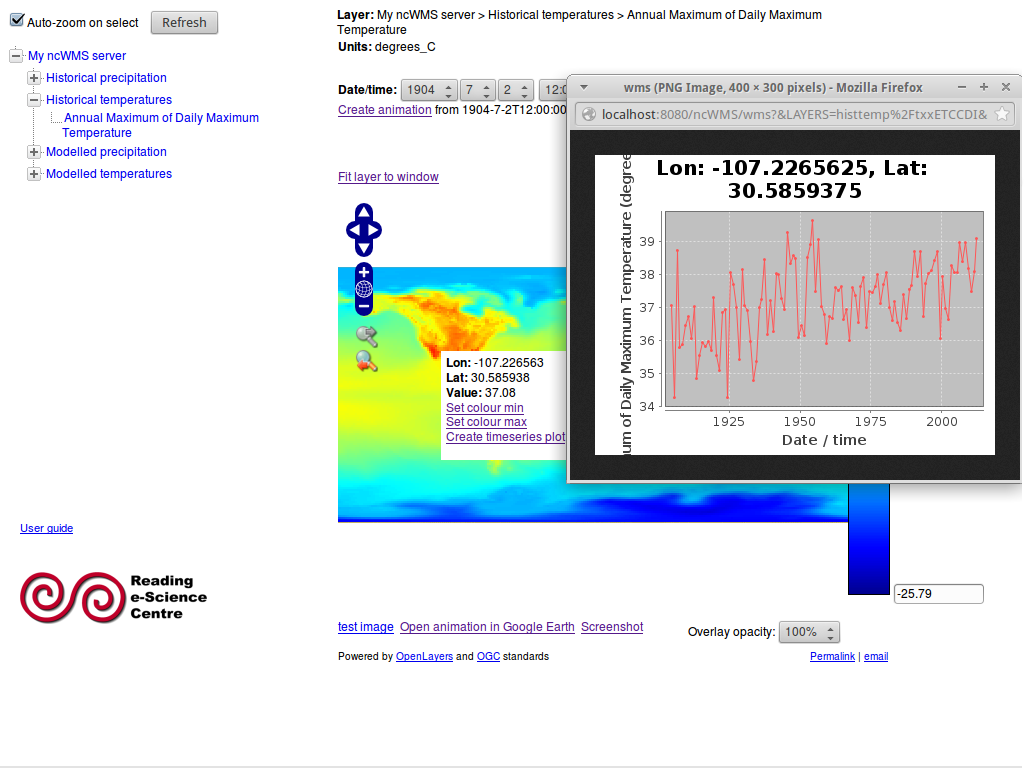 Auto-zoom on select
Refresh
My ncWMS server
Historical precipitation
Historical temperatures
Annual Maximum of Daily Maximum
Temperature
Modelled precipitation
Modelled temperatures
User guide
Reading
e-Science
Centre
Layer: My ncWMS server > Historical temperatures > Annual Maximum of Daily Maximum
Temperature
Units: degrees_C
Date/time: 1904 7 2 12:0
Create animation from 1904-7-2T12:00:00
Fit layer to window
Lon: -107.226563
Lat: 30.585938
Value: 37.08
Set colour min
Set colour max
Create timeseries plot
wms (PNG Image, 400 × 300 pixels) - Mozilla Firefox
localhost:8080/ncWMS/wms?&LAYERS=histtemp%2FtxxETCCDI&
Lon: -107.2265625, Lat:
30.5859375
um of Daily Maximum Temperature (degree
39
38
37
36
35
34
1925 1950 1975 2000
Date / time
-25.79
test image Open animation in Google Earth Screenshot
Overlay opacity: 100%
Powered by OpenLayers and OGC standards
Permalink | email